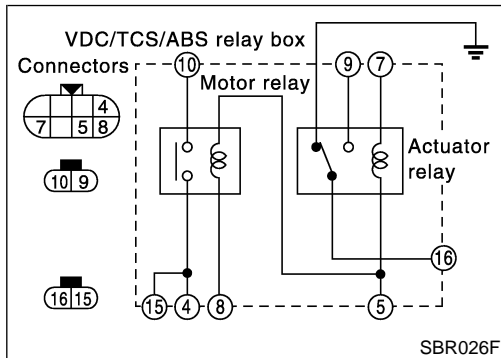 VDC/TCS/ABS relay box
Connectors
10
9
7
Motor relay
4
7 5 8
Actuator
relay
10 9
16
16 15
15 4 8 5
SBR026F